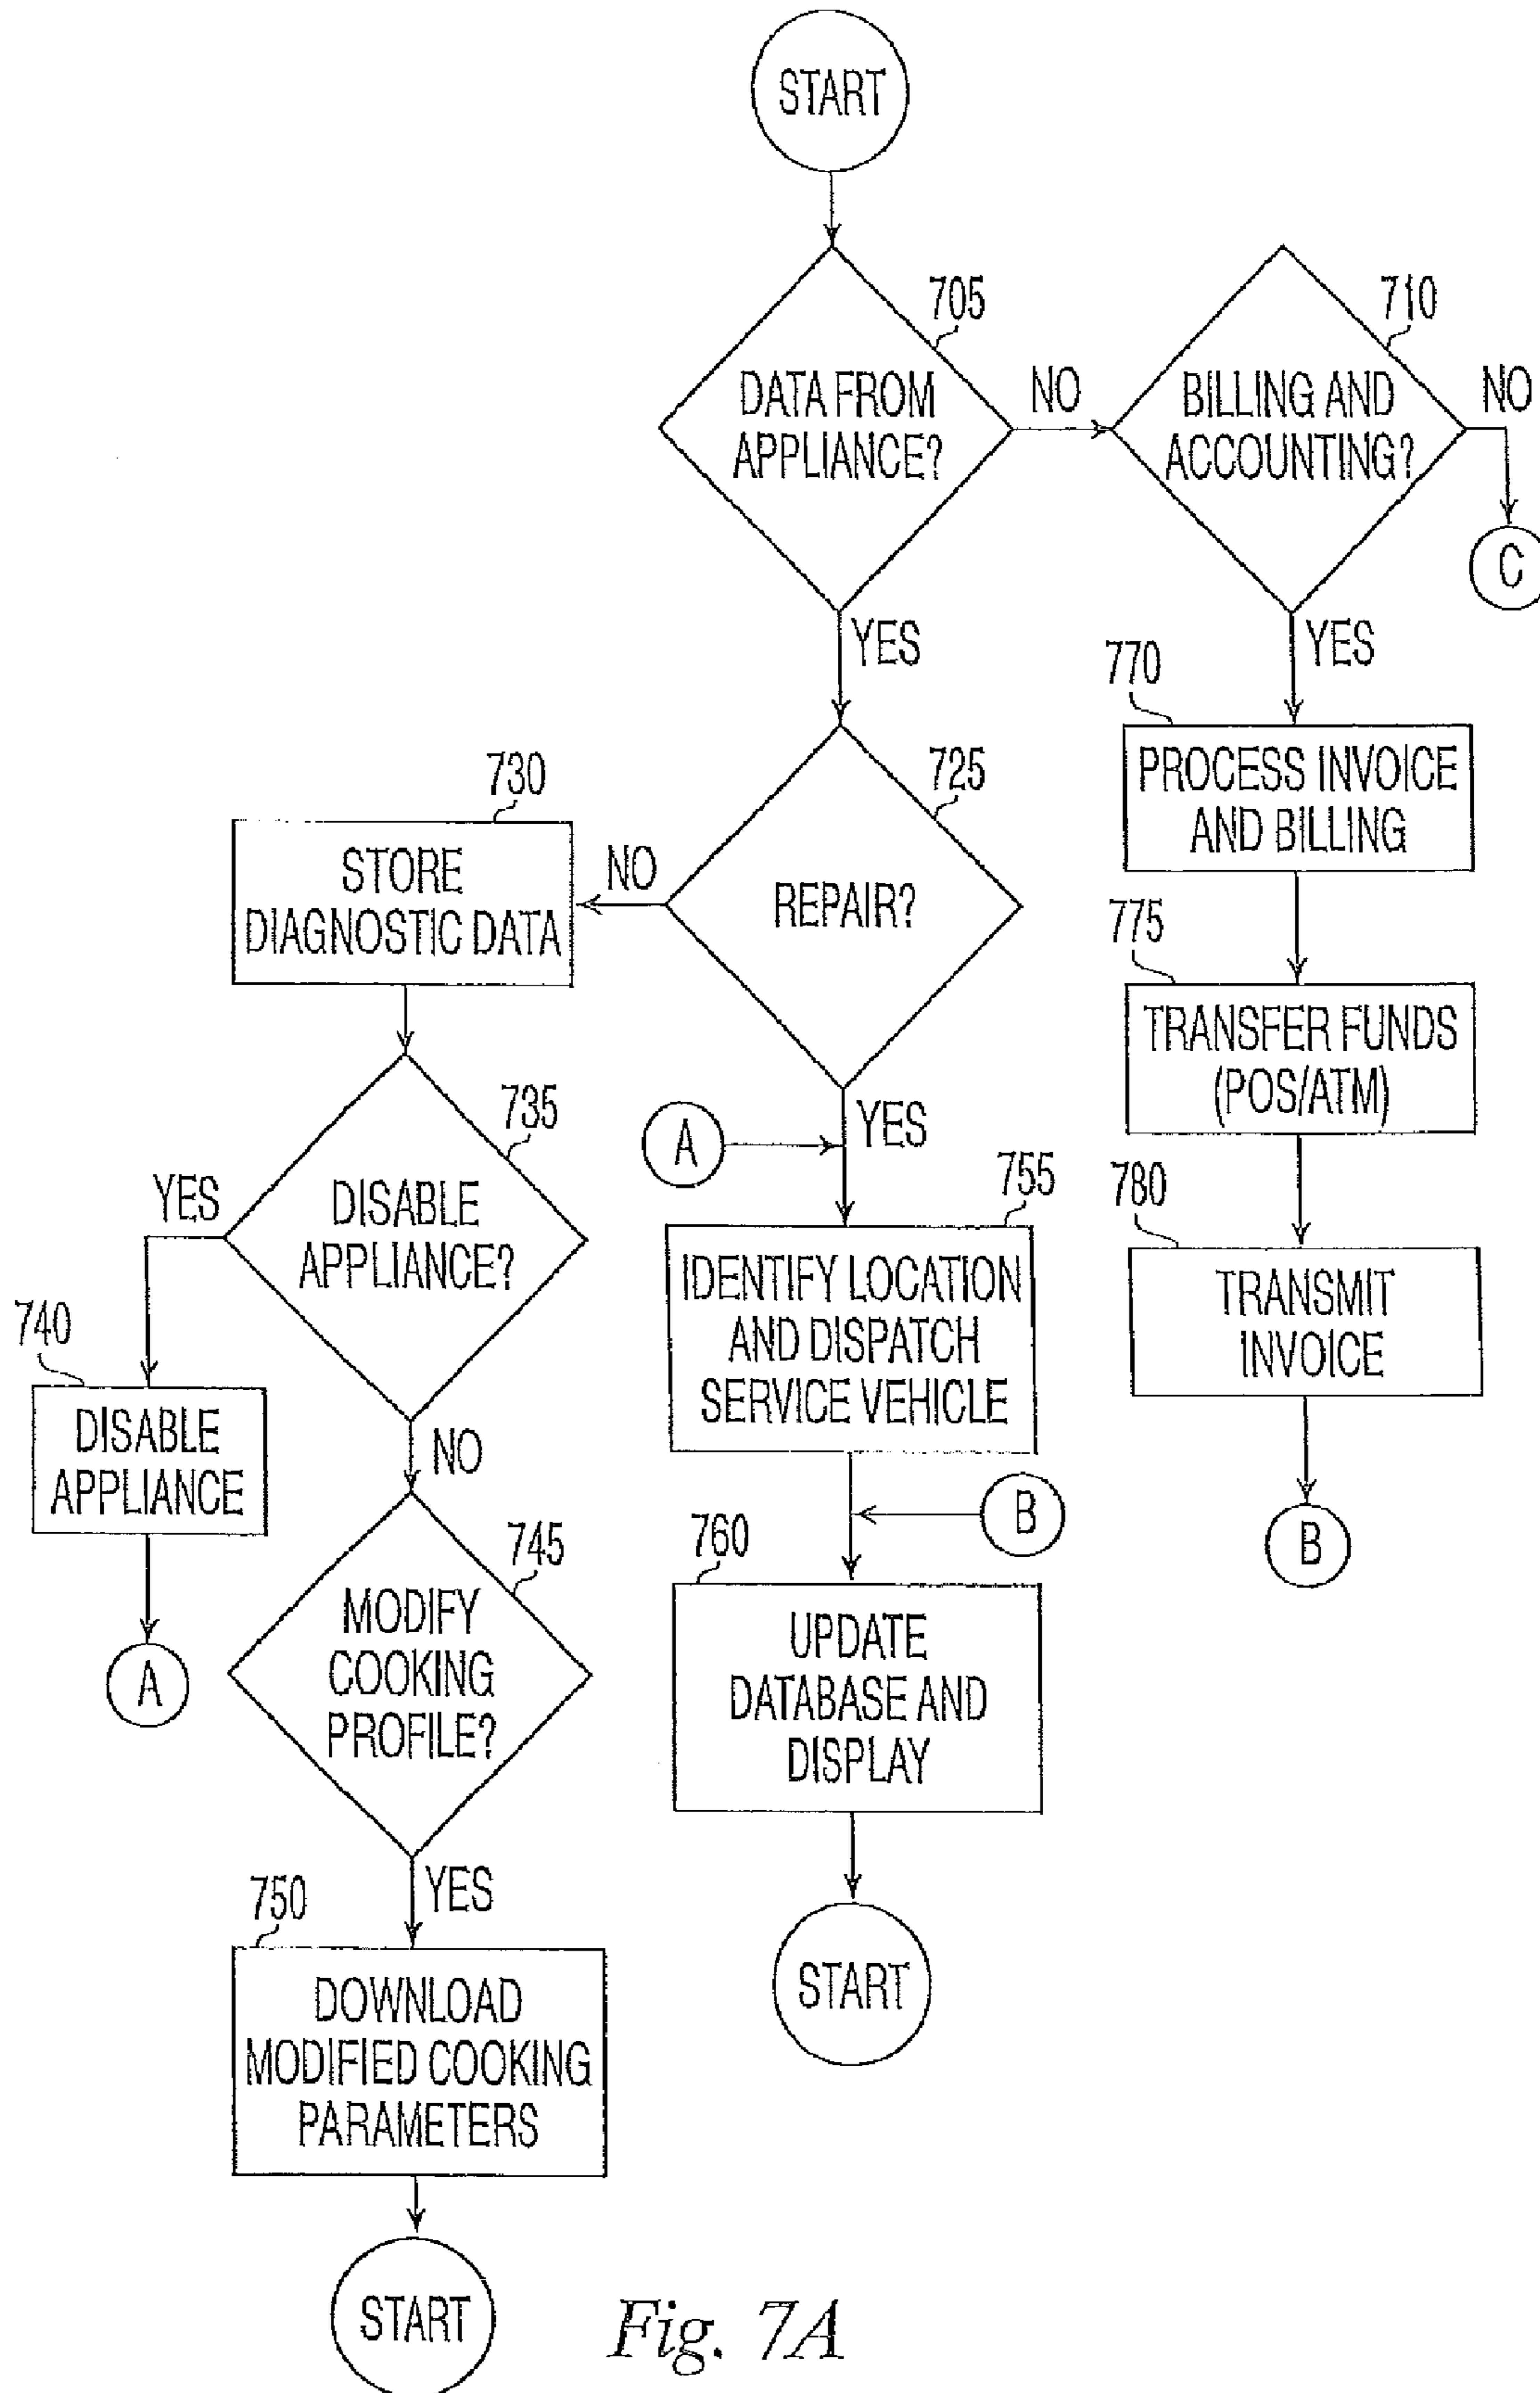 START
705
DATA FROM
APPLIANCE?
NO
710
BILLING AND
ACCOUNTING?
NO
C
YES
YES
770
PROCESS INVOICE
AND BILLING
725
REPAIR?
NO
730
STORE
DIAGNOSTIC DATA
775
TRANSFER FUNDS
(POS/ATM)
735
DISABLE
APPLIANCE?
YES
A
YES
755
IDENTIFY LOCATION
AND DISPATCH
SERVICE VEHICLE
780
TRANSMIT
INVOICE
740
DISABLE
APPLIANCE
A
NO
745
MODIFY
COOKING
PROFILE?
B
760
UPDATE
DATABASE AND
DISPLAY
B
YES
750
DOWNLOAD
MODIFIED COOKING
PARAMETERS
START
START
Fig. 7A